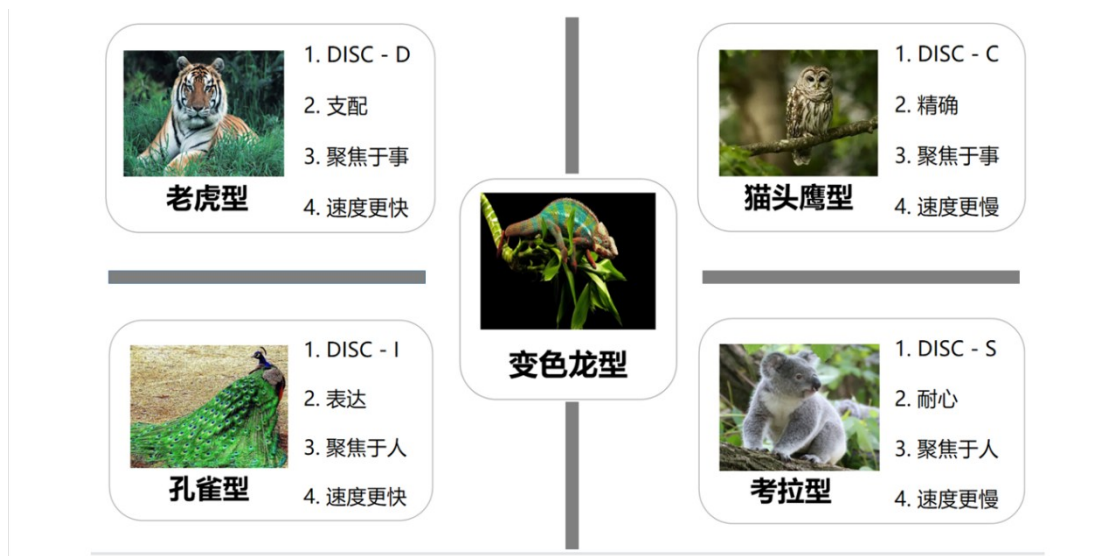 1. DISC - D
2. 支配
3. 聚焦于事
4. 速度更快
老虎型
1. DISC - C
2. 精确
3. 聚焦于事
4. 速度更慢
猫头鹰型
变色龙型
1. DISC - I
2. 表达
3. 聚焦于人
4. 速度更快
孔雀型
1. DISC - S
2. 耐心
3. 聚焦于人
4. 速度更慢
考拉型